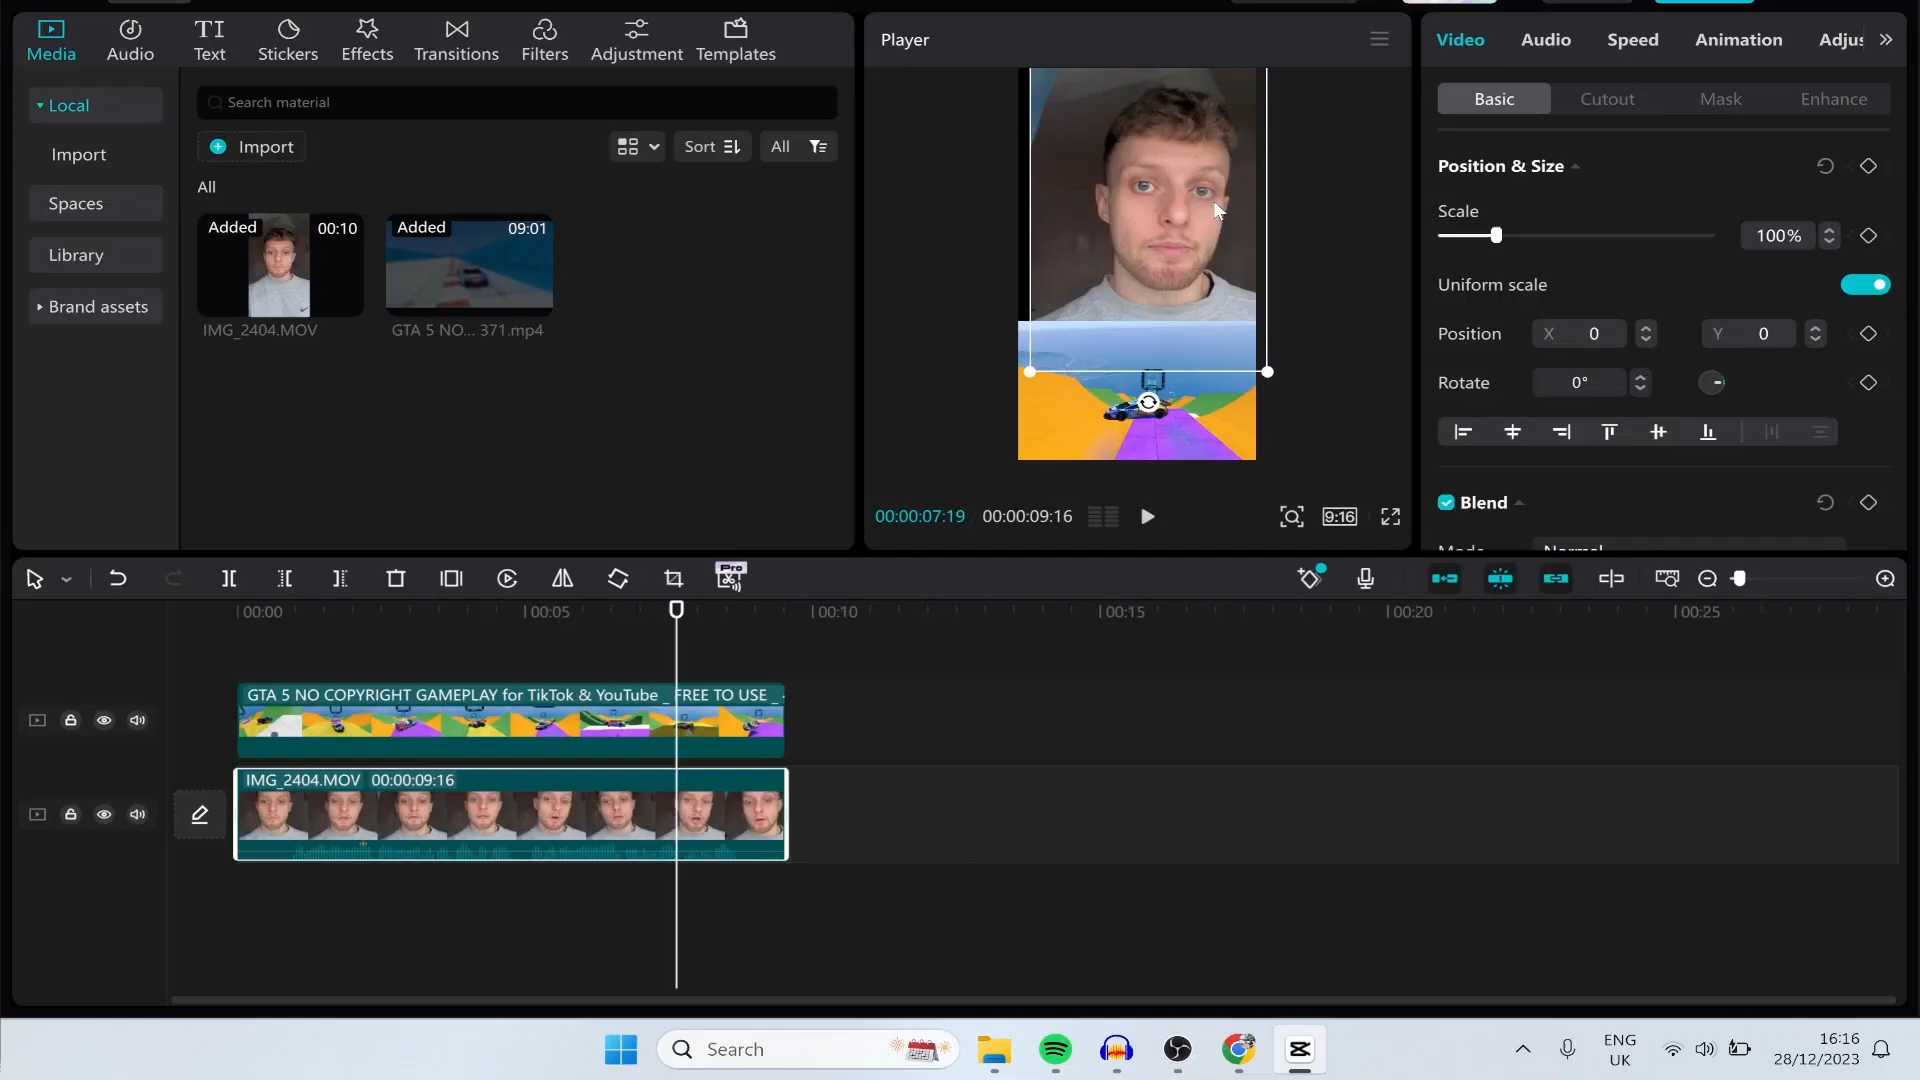 Media
Audio
Text
Stickers
Effects
Transitions
Filters
Adjustment
Templates
Local
Import
Spaces
Library
Brand assets
Search material
Import
Sort
All
All
Added 00:10
IMG_2404.MOV
Added 09:01
GTA 5 NO... 371.mp4
Player
00:00:07:19 00:00:09:16
9:16
Video Audio Speed Animation
Basic Cutout Mask Enhance
Position & Size
Scale
100%
Uniform scale
Position X 0 Y 0
Rotate 0°
Blend
Pro
00:00 00:05 00:10 00:15 00:20 00:25
GTA 5 NO COPYRIGHT GAMEPLAY for TikTok & YouTube _ FREE TO USE _
IMG_2404.MOV 00:00:09:16
Search
ENG
UK
16:16
28/12/2023